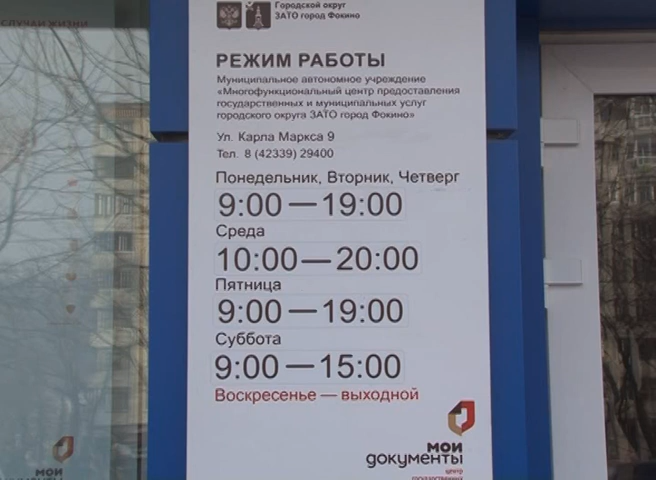 СЛУЧАИ ЖИЗНИ
Городской округ
ЗАТО город Фокино
РЕЖИМ РАБОТЫ
Муниципальное автономное учреждение
«Многофункциональный центр предоставления
государственных и муниципальных услуг
городского округа ЗАТО город Фокино»
Ул. Карла Маркса 9
Тел. 8 (42339) 29400
Понедельник, Вторник, Четверг
9:00 — 19:00
Среда
10:00 — 20:00
Пятница
9:00 — 19:00
Суббота
9:00 — 15:00
Воскресенье — выходной
мои
документы
центр
государственных
мои